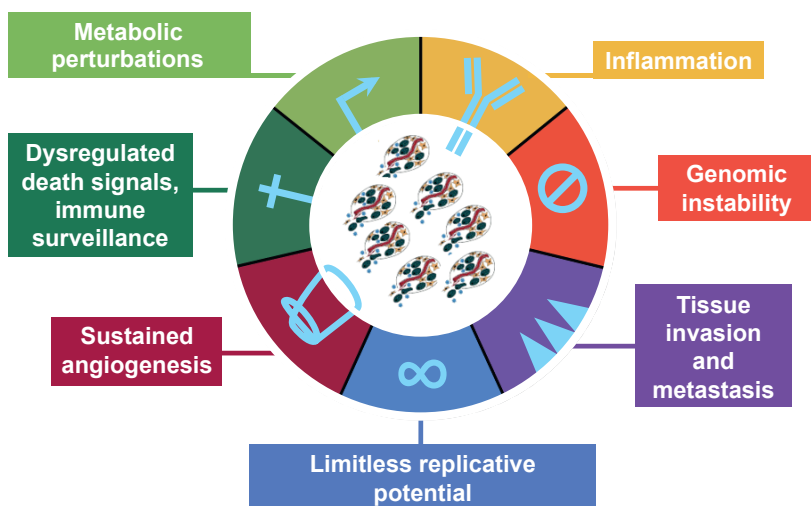 Metabolic
perturbations
Inflammation
Dysregulated
death signals,
immune
surveillance
Genomic
instability
Sustained
angiogenesis
Tissue
invasion
and
metastasis
∞
Limitless replicative
potential